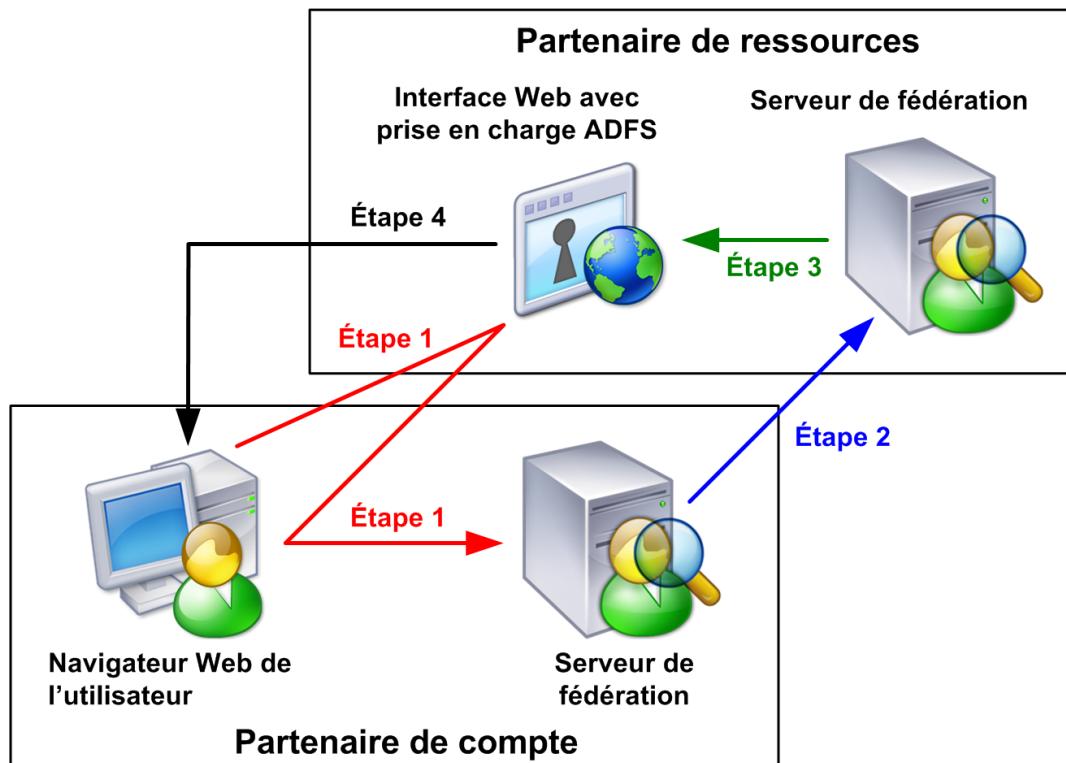 Partenaire de ressources
Interface Web avec
prise en charge ADFS
Serveur de fédération
Étape 4
Étape 3
Étape 1
Étape 2
Étape 1
Navigateur Web de
l’utilisateur
Serveur de
fédération
Partenaire de compte